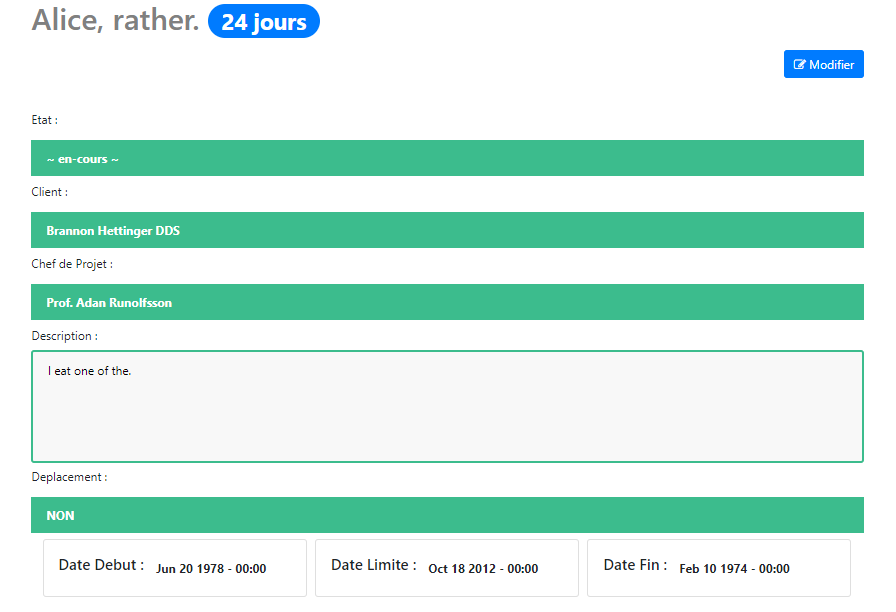 Alice, rather. 24 jours
Modifier
Etat :
~ en-cours ~
Client :
Brannon Hettinger DDS
Chef de Projet :
Prof. Adan Runolfsson
Description :
I eat one of the.
Deplacement :
NON
Date Debut : Jun 20 1978 - 00:00
Date Limite : Oct 18 2012 - 00:00
Date Fin : Feb 10 1974 - 00:00